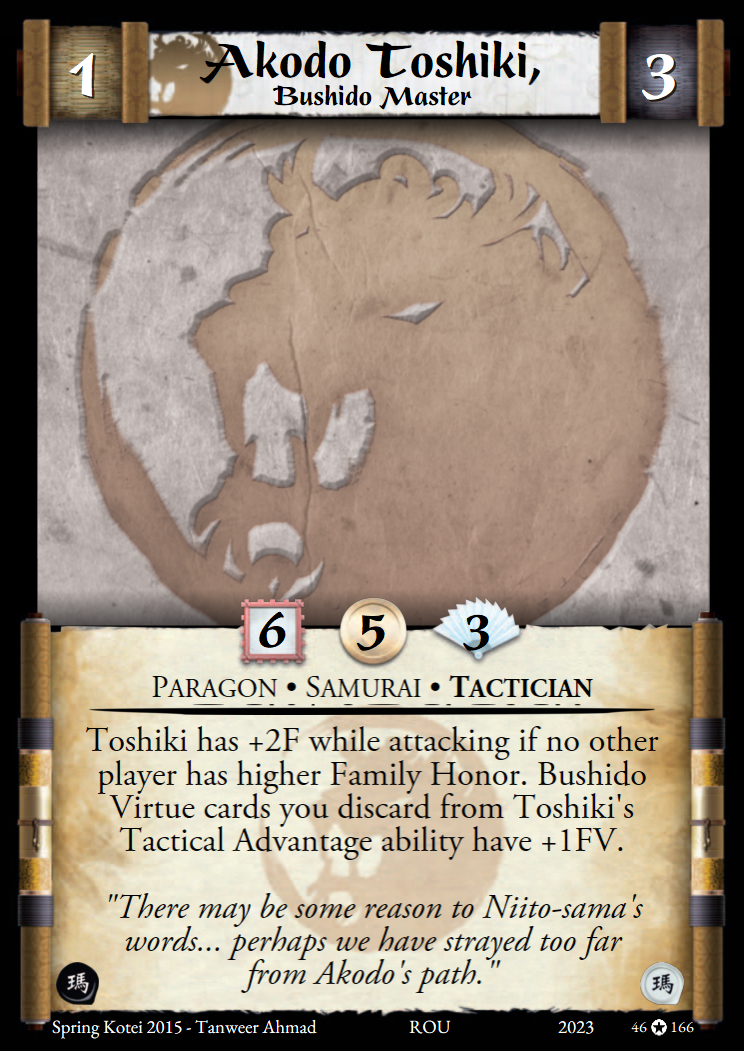 1
Akodo Toshiki,
3
Bushido Master
6 5 3
PARAGON • SAMURAI • TACTICIAN
Toshiki has +2F while attacking if no other
player has higher Family Honor. Bushido
Virtue cards you discard from Toshiki's
Tactical Advantage ability have +1FV.
"There may be some reason to Niito-sama's
words... perhaps we have strayed too far
from Akodo's path."
瑪 瑪
Spring Kotei 2015 - Tanweer Ahmad ROU 2023 46 ✪ 166